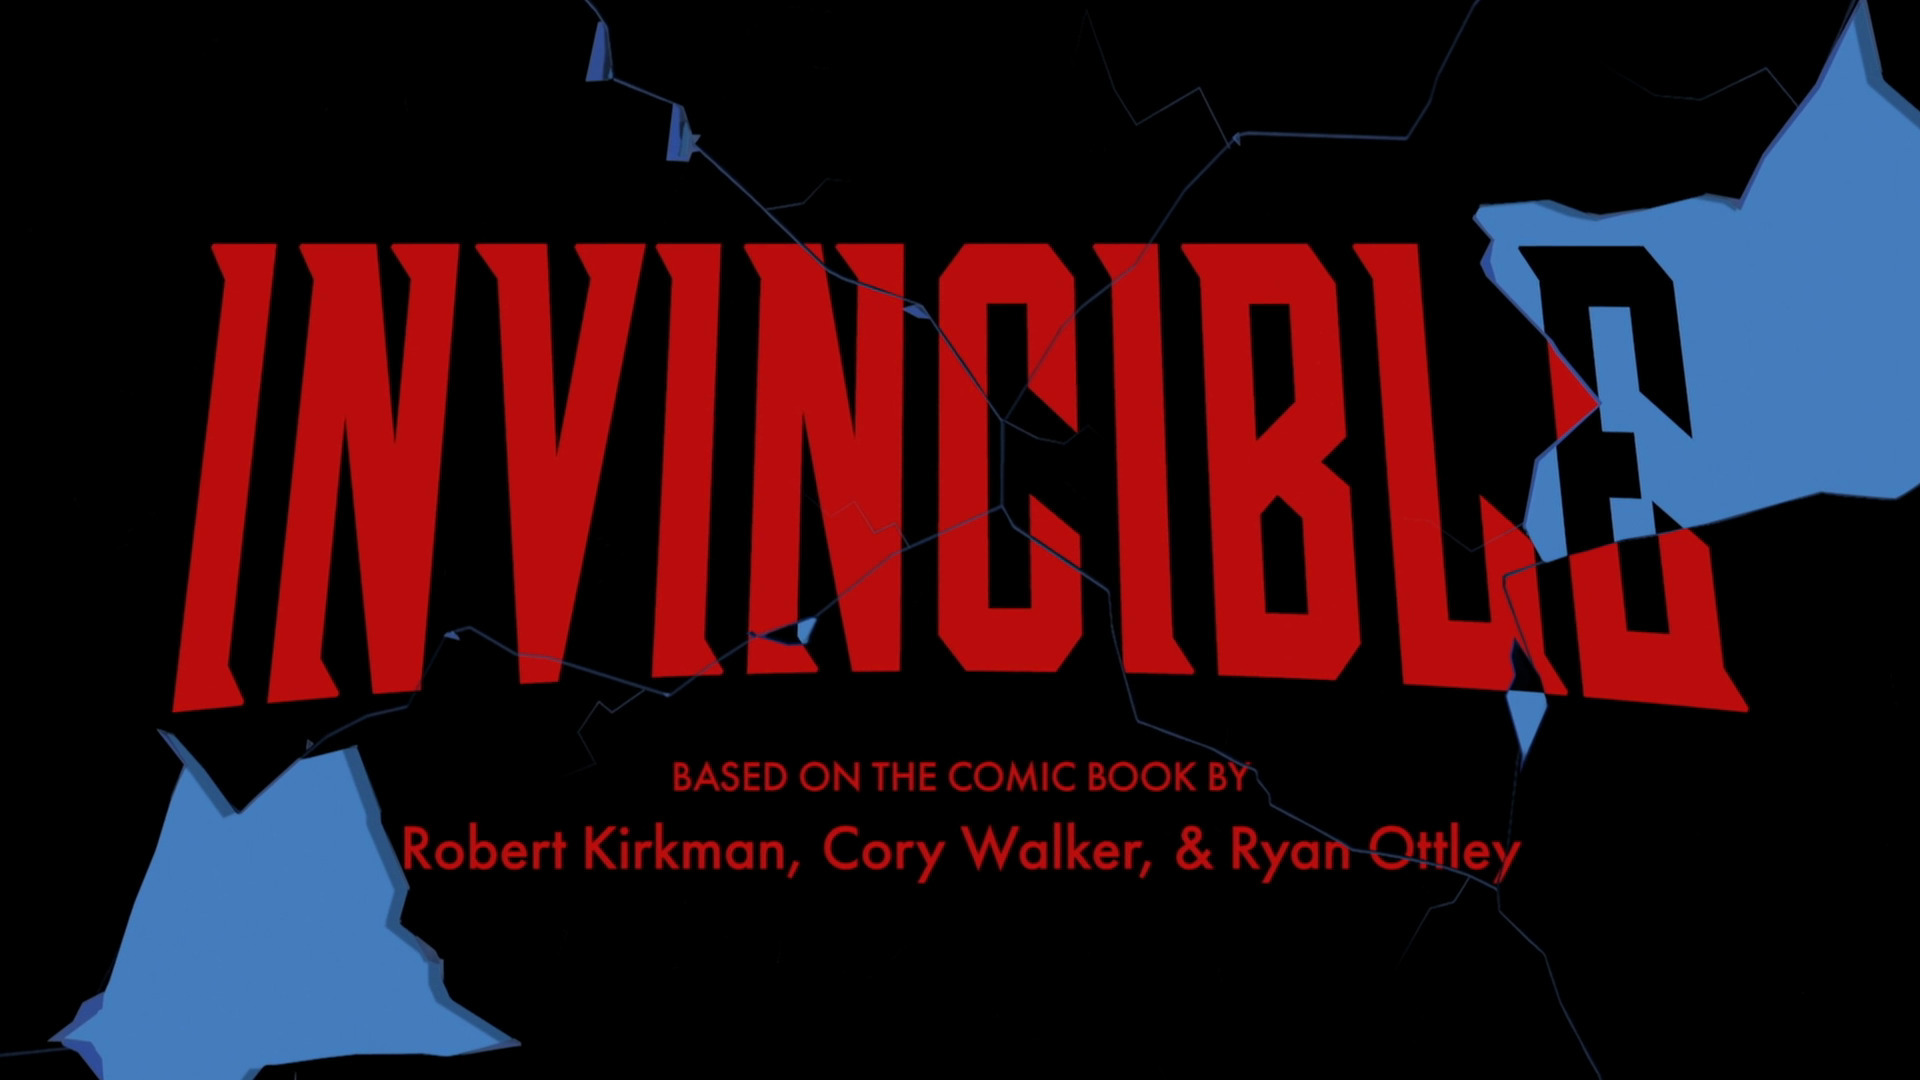 INVINCIBLE
BASED ON THE COMIC BOOK BY
Robert Kirkman, Cory Walker, & Ryan Ottley